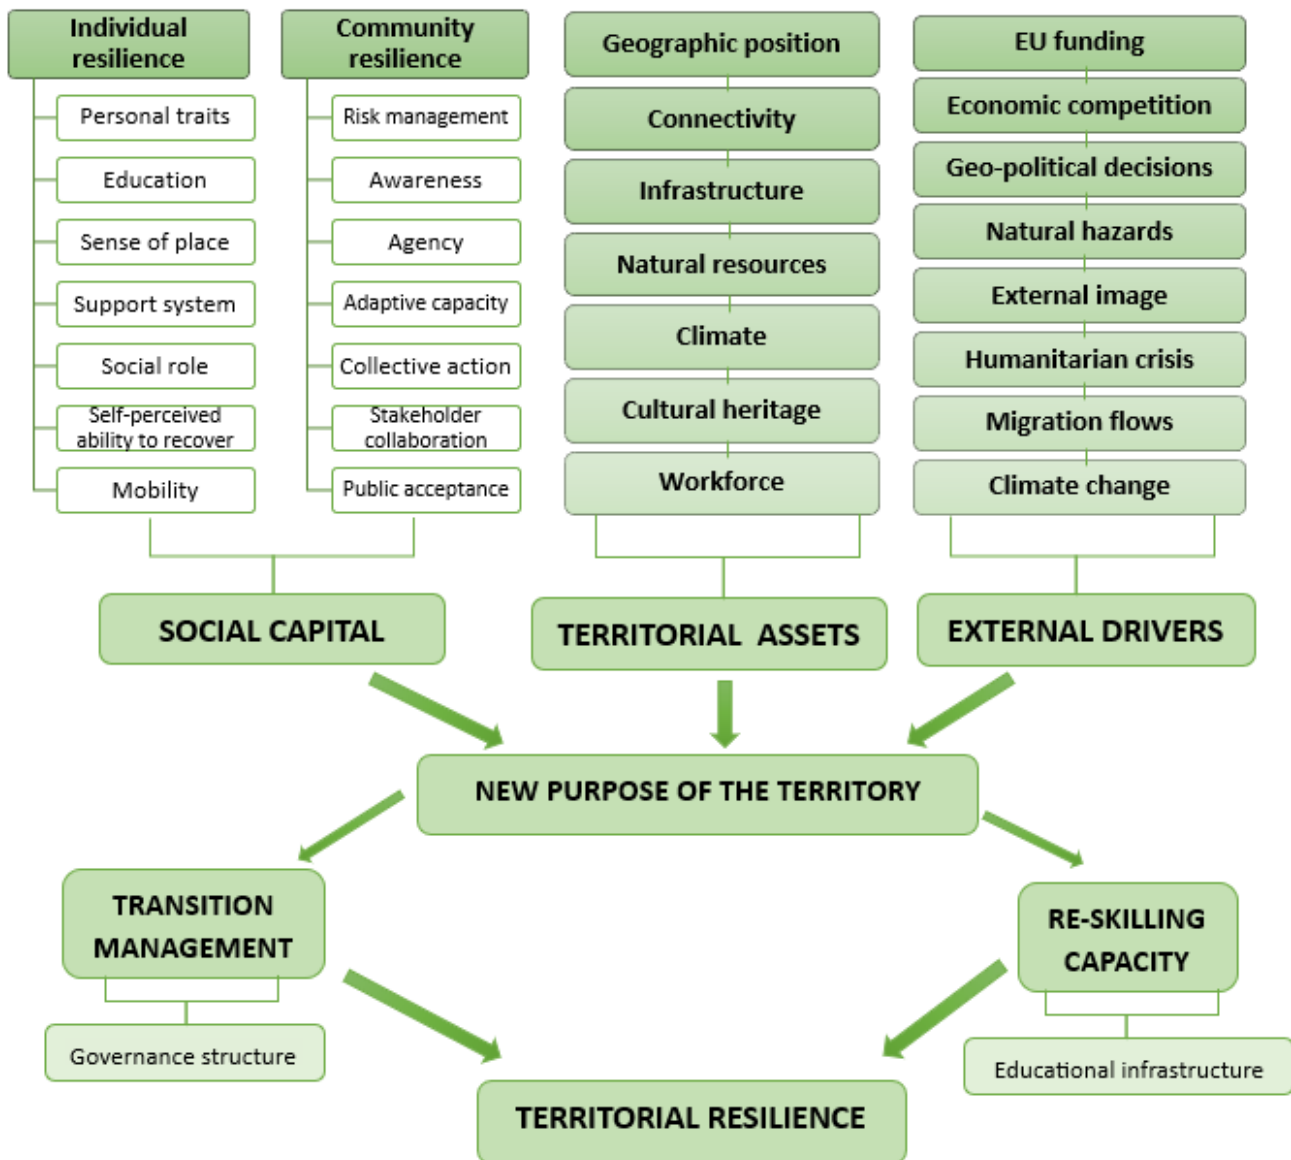 Individual
resilience
Personal traits
Education
Sense of place
Support system
Social role
Self-perceived
ability to recover
Mobility
Community
resilience
Risk management
Awareness
Agency
Adaptive capacity
Collective action
Stakeholder
collaboration
Public acceptance
Geographic position
Connectivity
Infrastructure
Natural resources
Climate
Cultural heritage
Workforce
EU funding
Economic competition
Geo-political decisions
Natural hazards
External image
Humanitarian crisis
Migration flows
Climate change
SOCIAL CAPITAL
TERRITORIAL ASSETS
EXTERNAL DRIVERS
NEW PURPOSE OF THE TERRITORY
TRANSITION
MANAGEMENT
Governance structure
RE-SKILLING
CAPACITY
Educational infrastructure
TERRITORIAL RESILIENCE